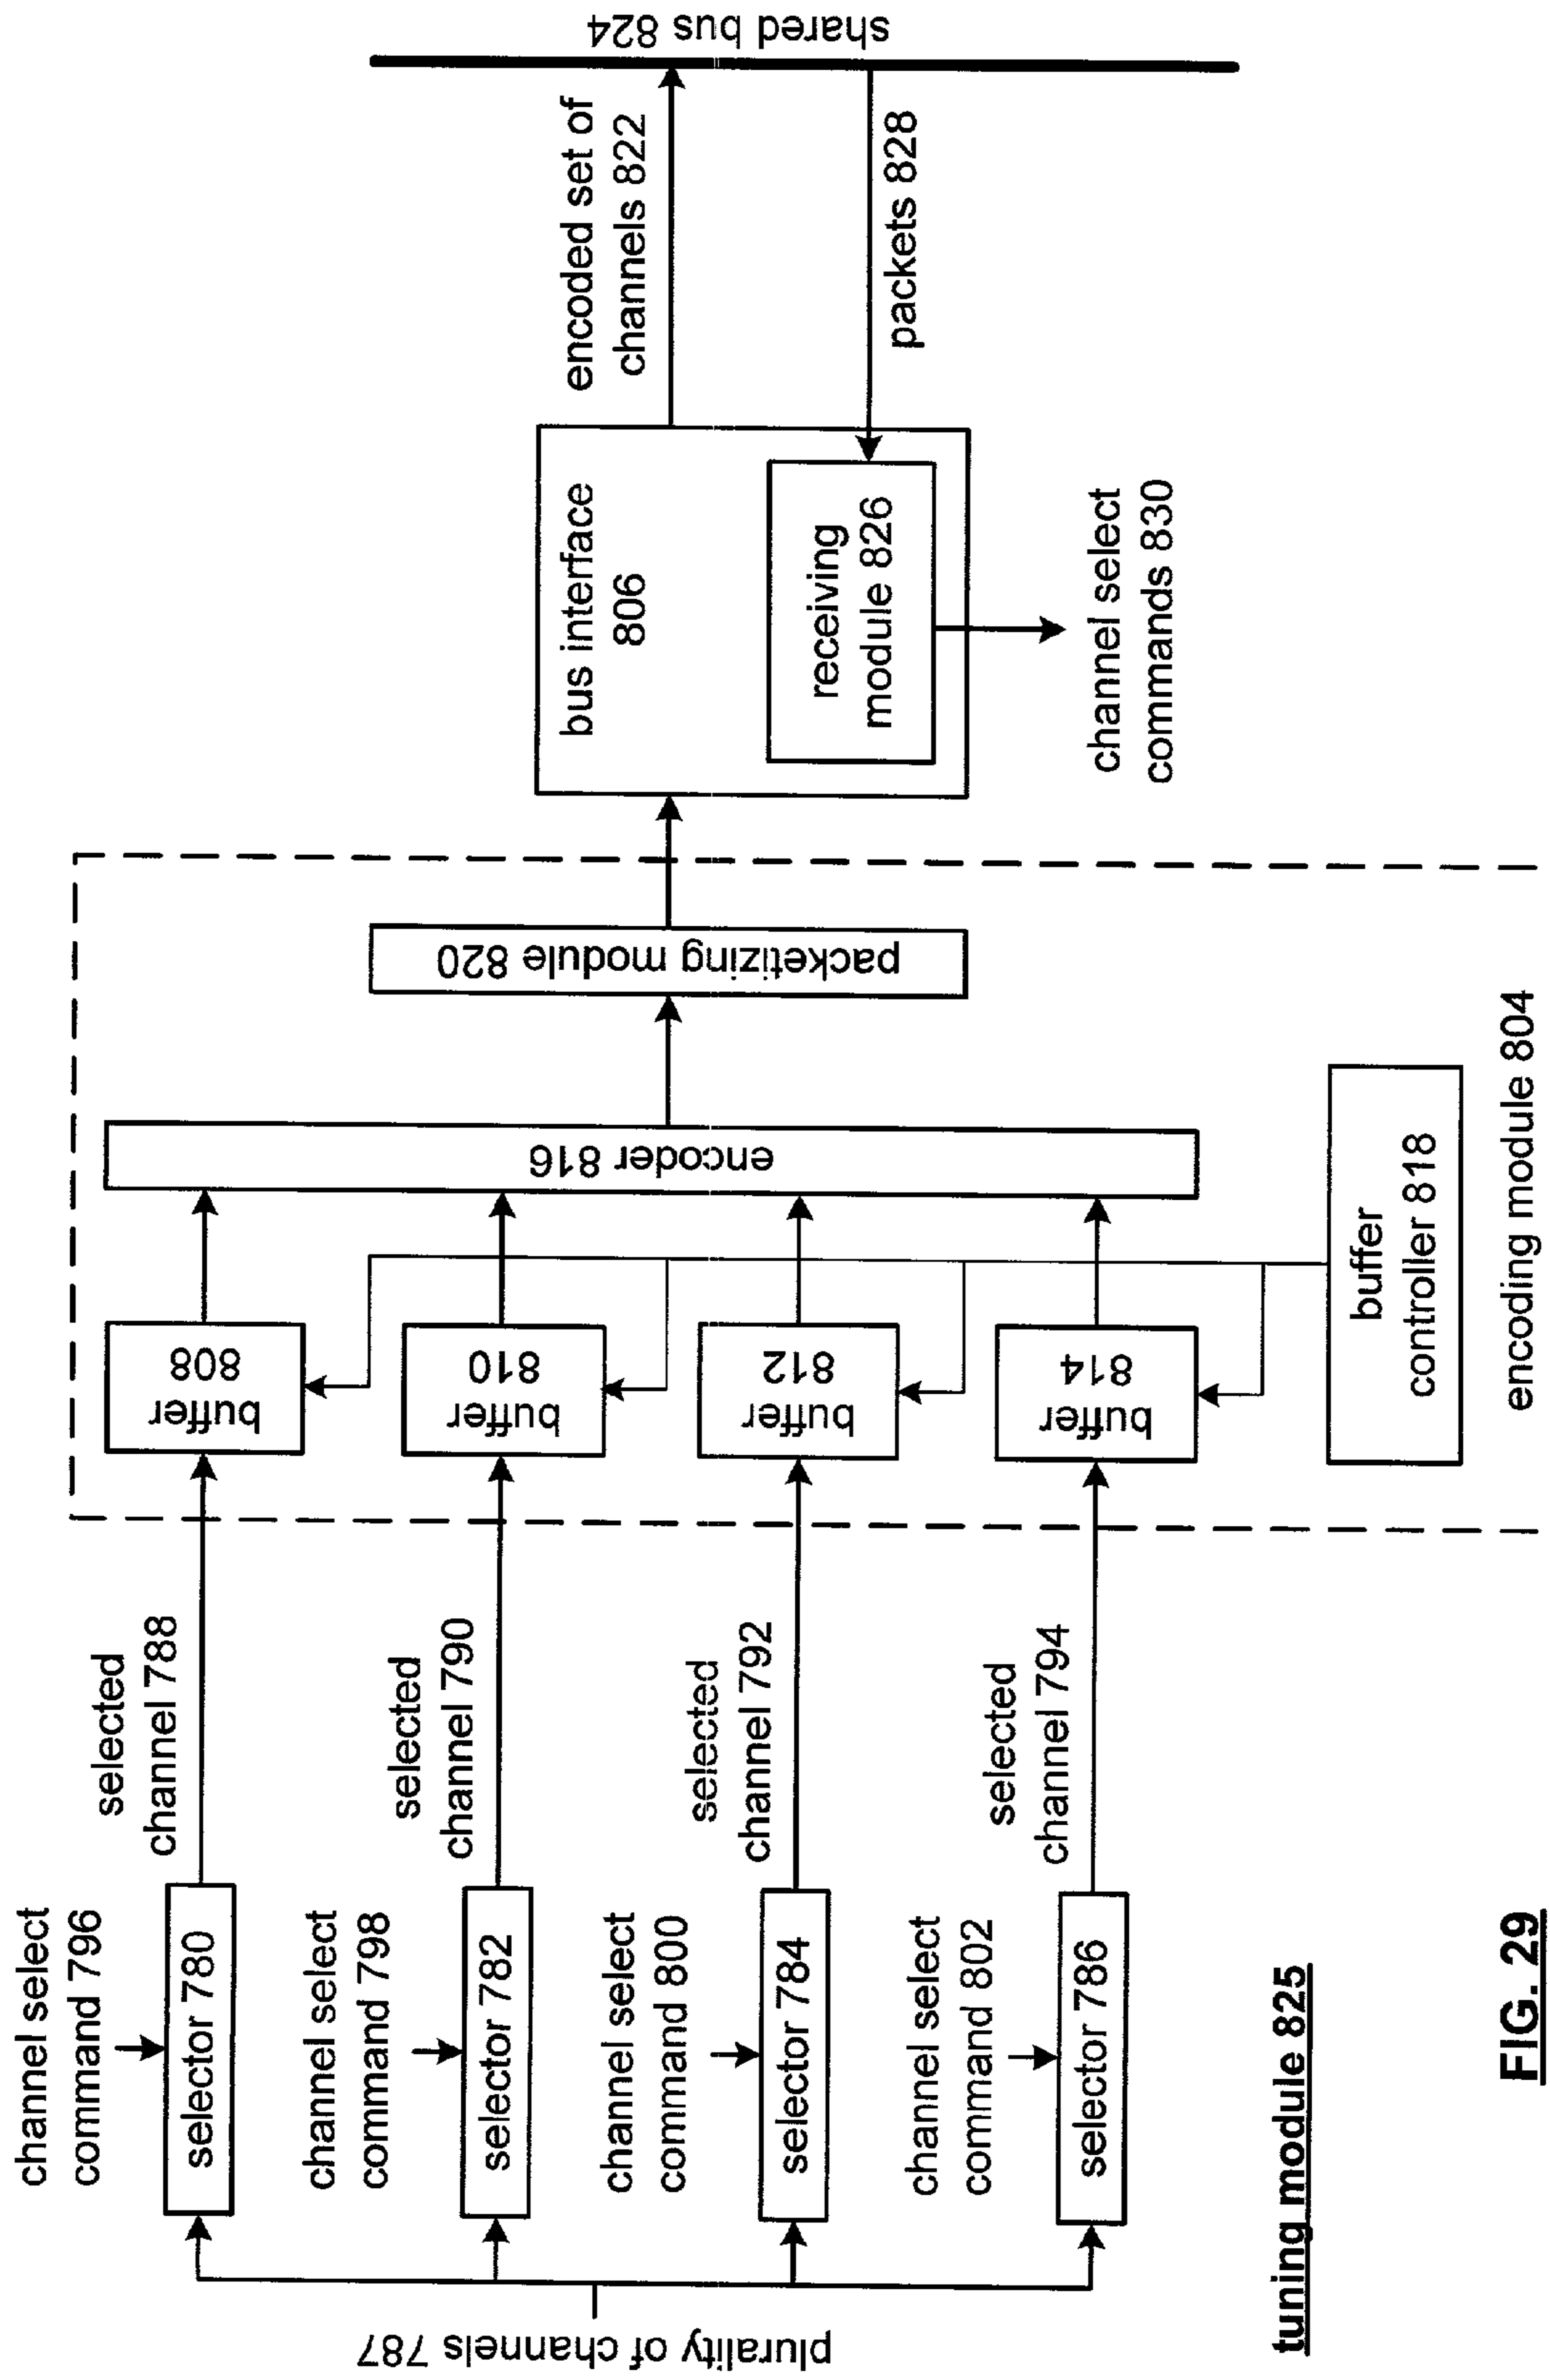 plurality of channels 787
channel select
command 796
selector 780
channel select
command 798
selector 782
channel select
command 800
selector 784
channel select
command 802
selector 786
selected
channel 788
selected
channel 790
selected
channel 792
selected
channel 794
buffer
808
buffer
810
buffer
812
buffer
814
buffer
controller 818
encoding module 804
encoder 816
packetizing module 820
bus interface
806
receiving
module 826
channel select
commands 830
encoded set of
channels 822
packets 828
shared bus 824
tuning module 825
FIG. 29